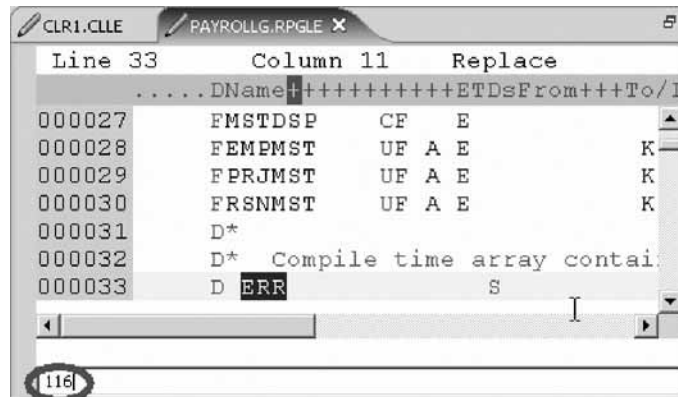 CLR1.CLLE PAYROLLG.RPGLE
Line 33 Column 11 Replace
.....DName+++++++++++ETDsFrom+++To/
000027 FMSTDSP CF E
000028 FEMPMST UF A E K
000029 FPRJMST UF A E K
000030 FRSNMST UF A E K
000031 D*
000032 D* Compile time array contai
000033 D ERR S
116